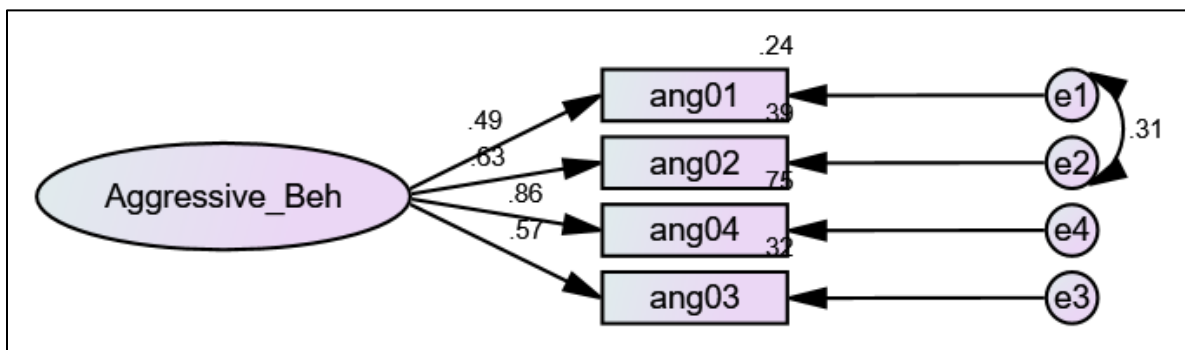 .24
ang01
e1
.49
.39
.31
.63
ang02
e2
.75
Aggressive_Beh
.86
ang04
e4
.57
.32
ang03
e3